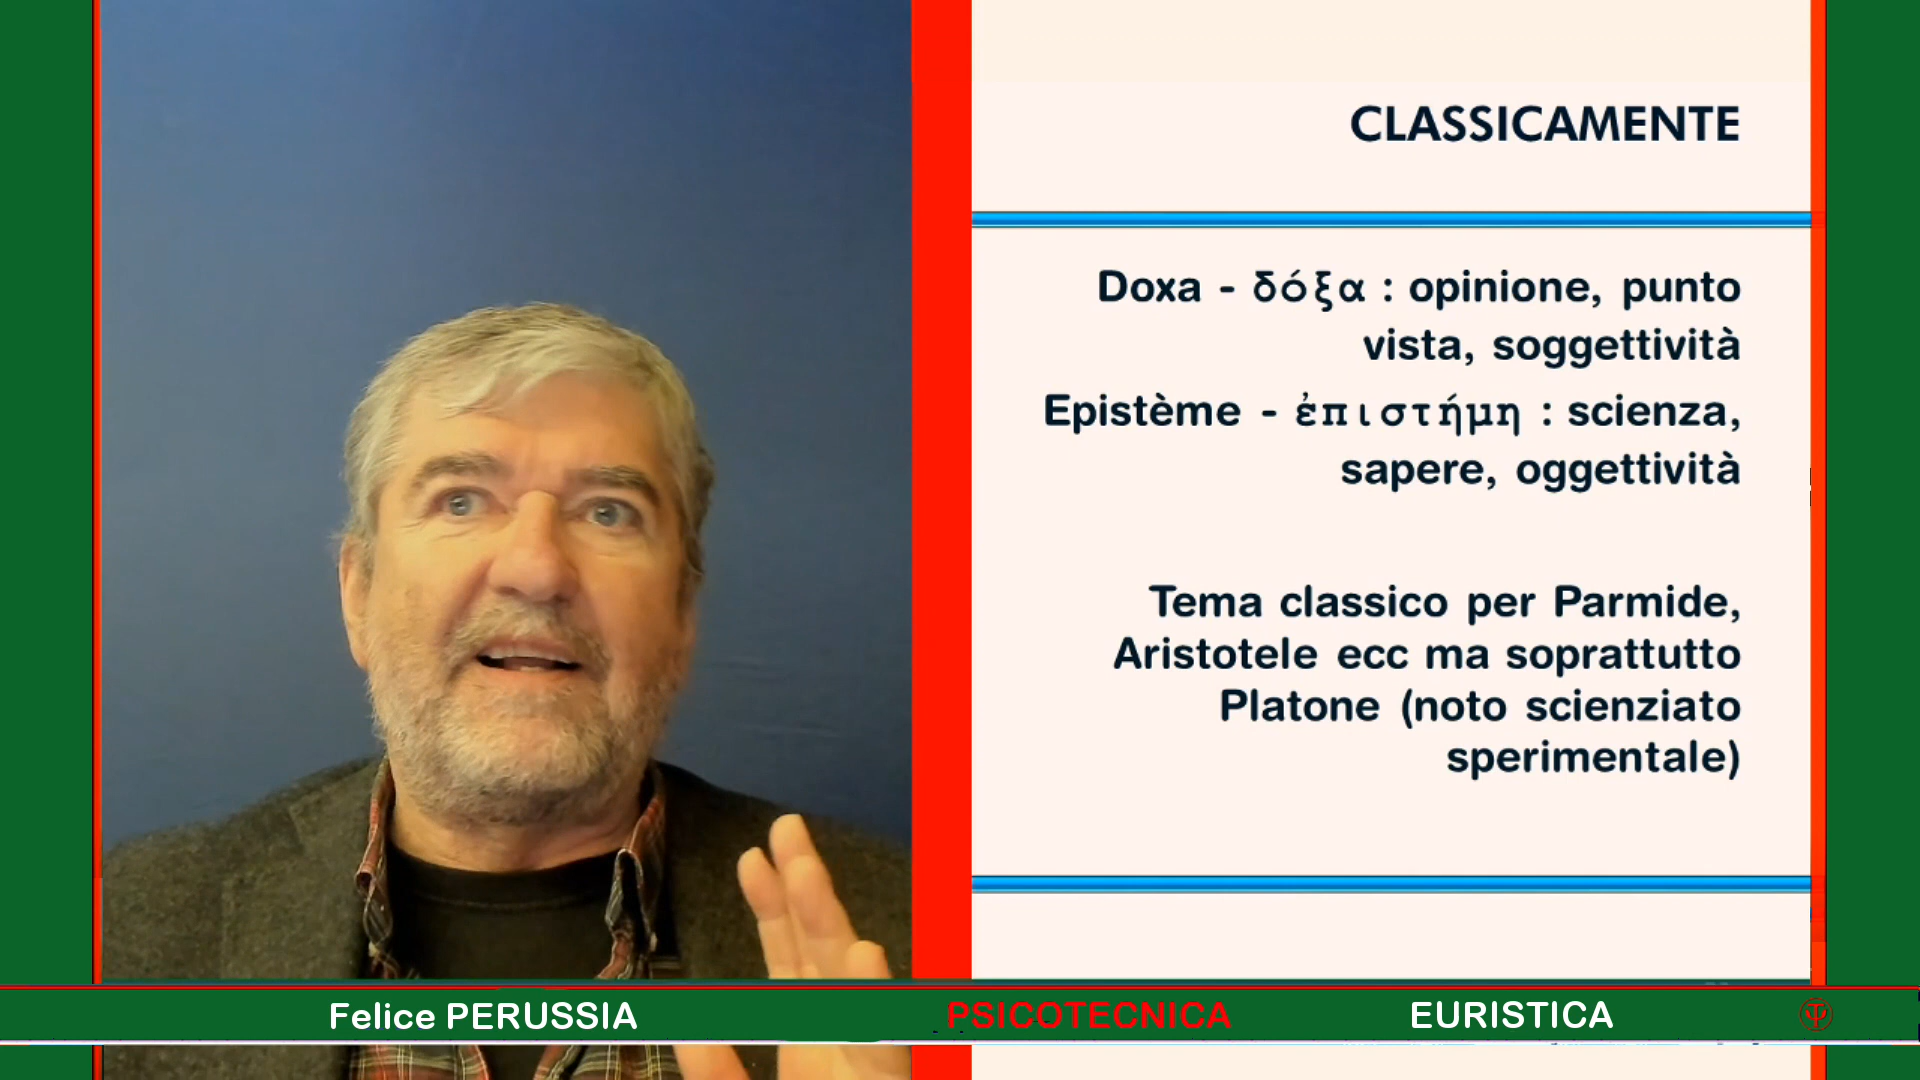 CLASSICAMENTE
Doxa - δόξα : opinione, punto
vista, soggettività
Epistème - ἐπιστήμη : scienza,
sapere, oggettività
Tema classico per Parmide,
Aristotele ecc ma soprattutto
Platone (noto scienziato
sperimentale)
Felice PERUSSIA PSICOTECNICA EURISTICA